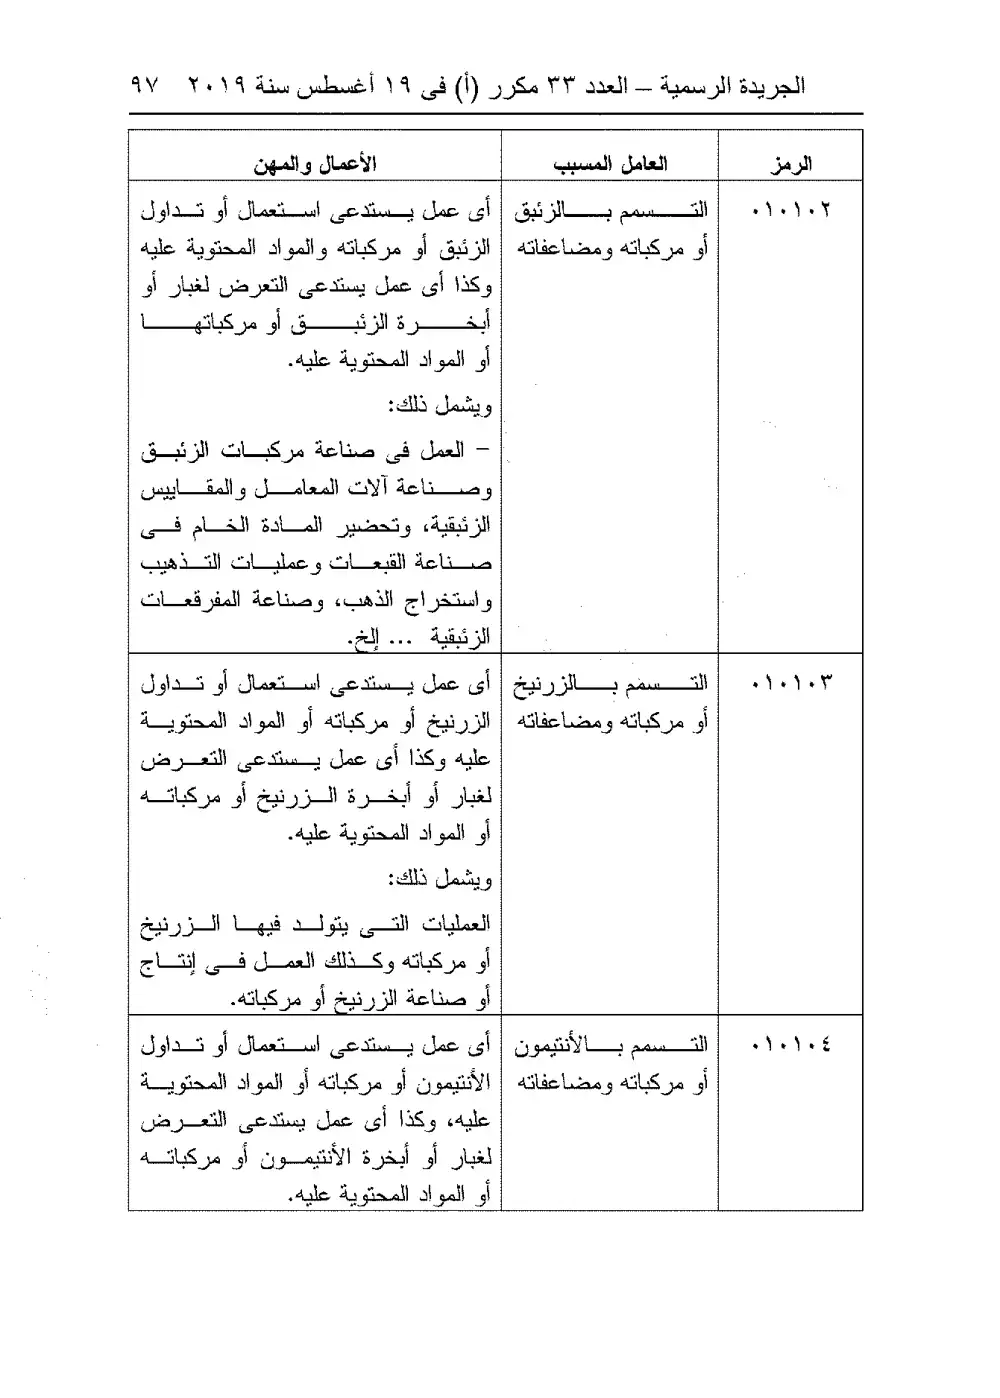 الجريدة الرسمية – العدد ٣٣ مكرر (أ) فى ١٩ أغسطس سنة ٢٠١٩ ٩٧
الرمز العامل المسبب الأعمال والمهن
٠١٠١٠٢
التسمم بالزئبق
أو مركباته ومضاعفاته
أى عمل يستدعى استعمال أو تداول
الزئبق أو مركباته والمواد المحتوية عليه
وكذا أى عمل يستدعى التعرض لغبار أو
أبخرة الزئبق أو مركباتها
أو المواد المحتوية عليه.
ويشمل ذلك:
– العمل فى صناعة مركبات الزئبق
وصناعة آلات المعامل والمقاييس
الزئبقية، وتحضير المادة الخام فى
صناعة القبعات وعمليات التذهيب
واستخراج الذهب، وصناعة المفرقعات
الزئبقية ... إلخ.
٠١٠١٠٣
التسمم بالزرنيخ
أو مركباته ومضاعفاته
أى عمل يستدعى استعمال أو تداول
الزرنيخ أو مركباته أو المواد المحتوية
عليه وكذا أى عمل يستدعى التعرض
لغبار أو أبخرة الزرنيخ أو مركباته
أو المواد المحتوية عليه.
ويشمل ذلك:
العمليات التى يتولد فيها الزرنيخ
أو مركباته وكذلك العمل فى إنتاج
أو صناعة الزرنيخ أو مركباته.
٠١٠١٠٤
التسمم بالأنتيمون
أو مركباته ومضاعفاته
أى عمل يستدعى استعمال أو تداول
الأنتيمون أو مركباته أو المواد المحتوية
عليه، وكذا أى عمل يستدعى التعرض
لغبار أو أبخرة الأنتيمون أو مركباته
أو المواد المحتوية عليه.